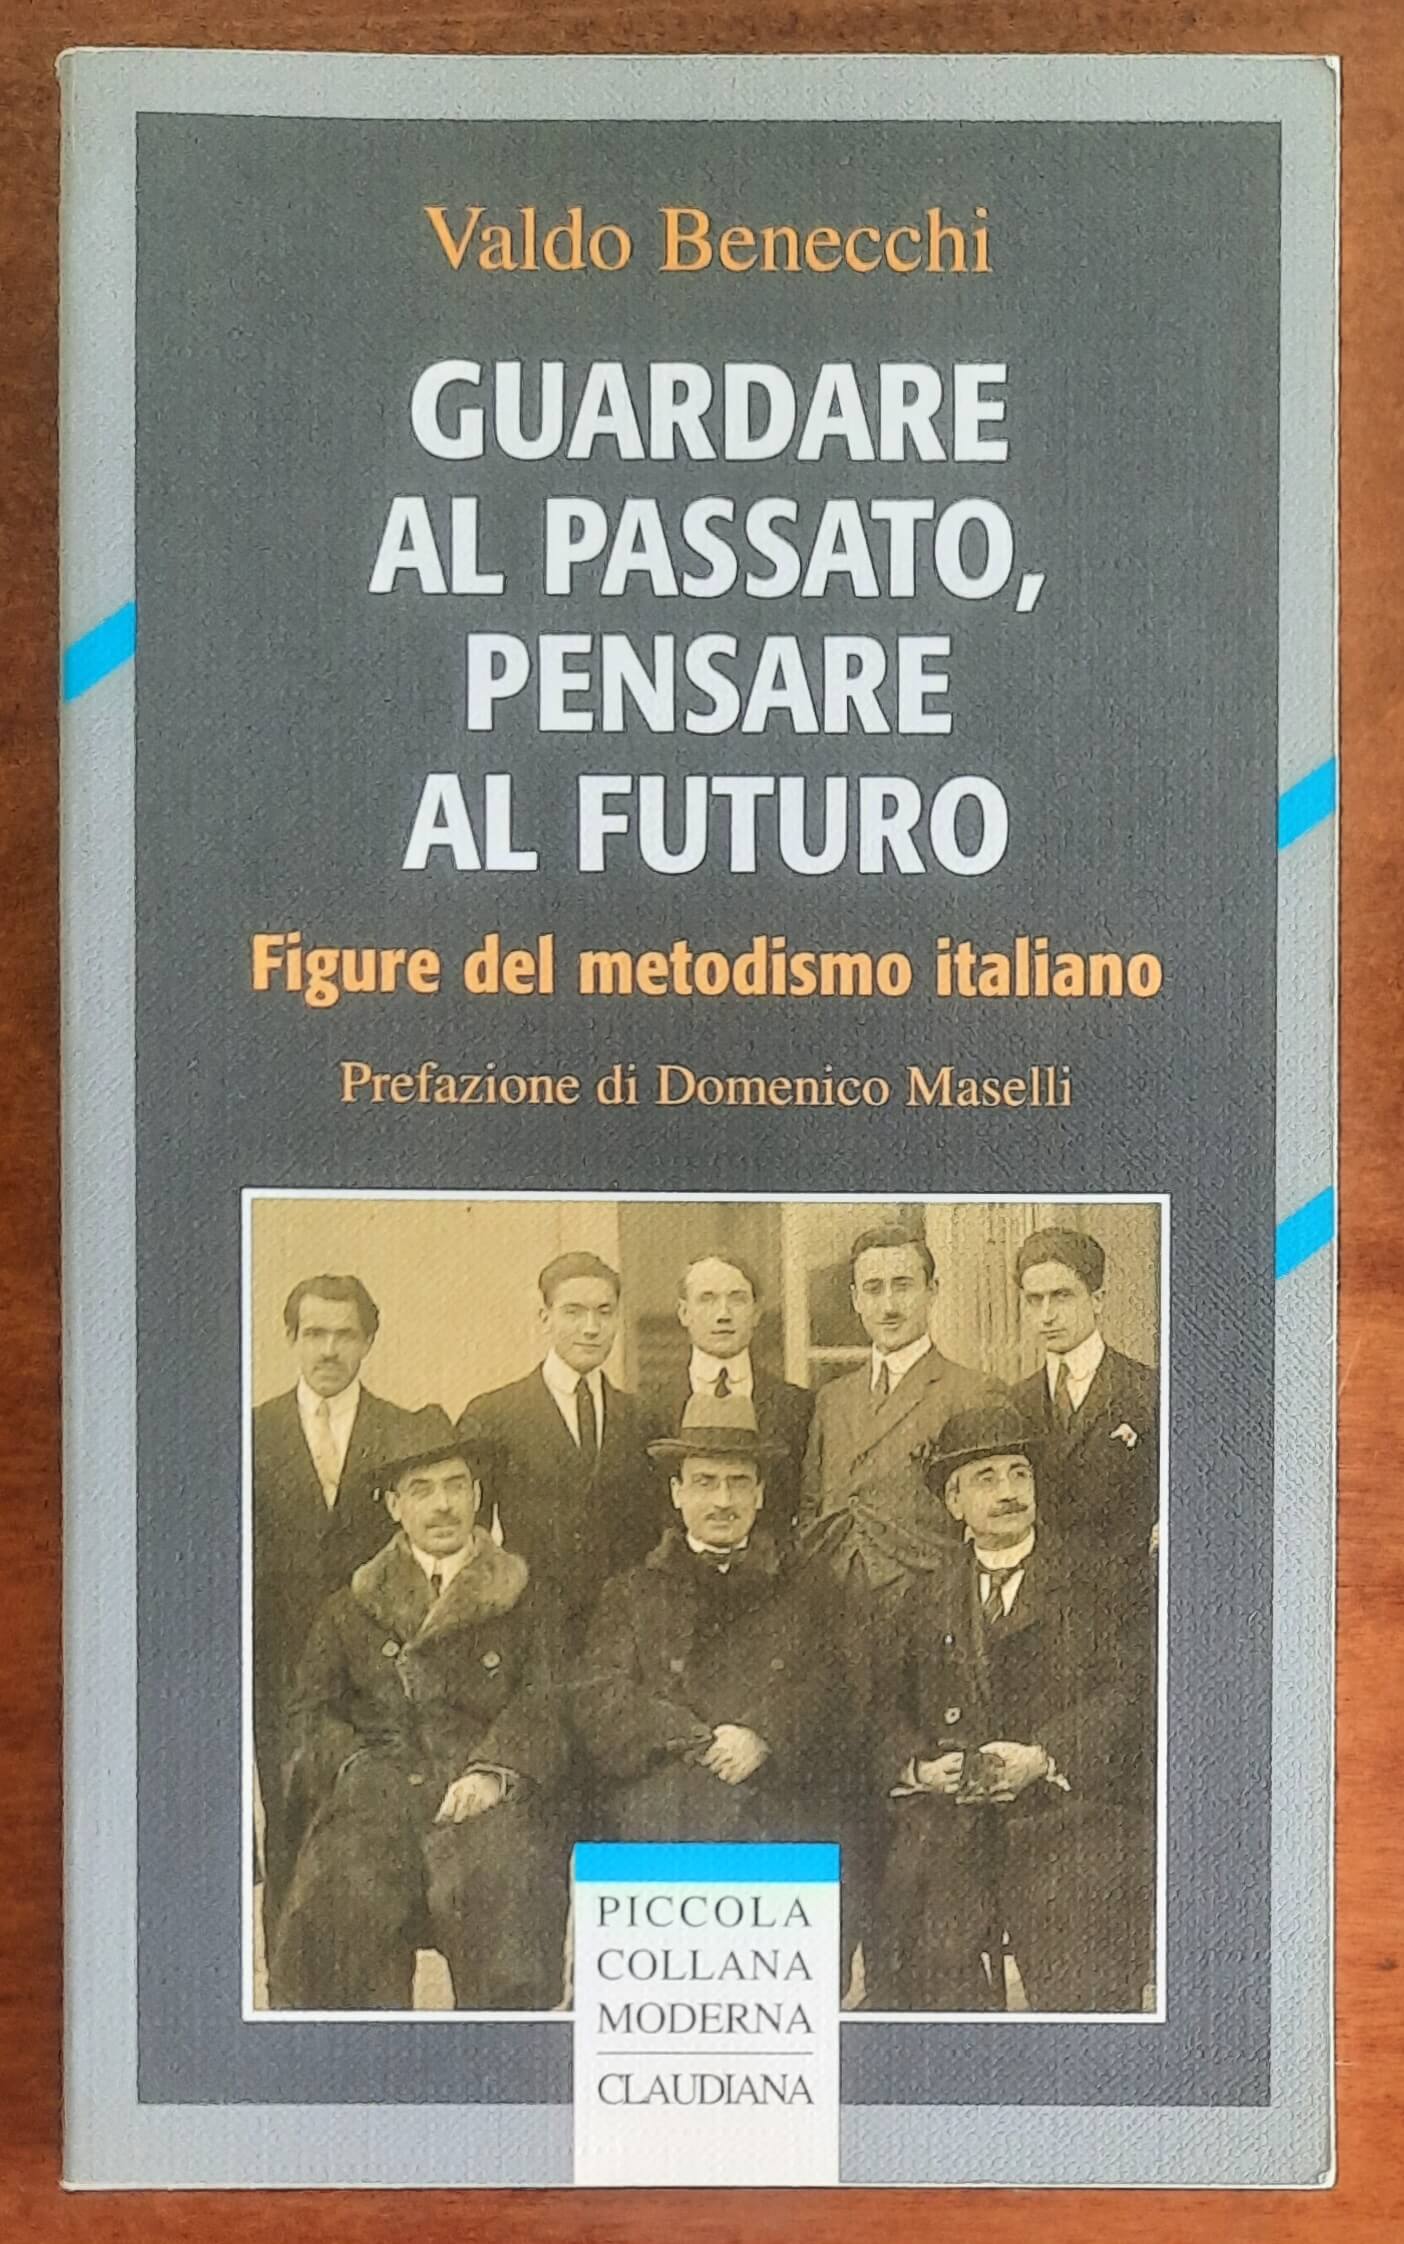 Valdo Benecchi
GUARDARE
AL PASSATO,
PENSARE
AL FUTURO
Figure del metodismo italiano
Prefazione di Domenico Maselli
PICCOLA
COLLANA
MODERNA
CLAUDIANA